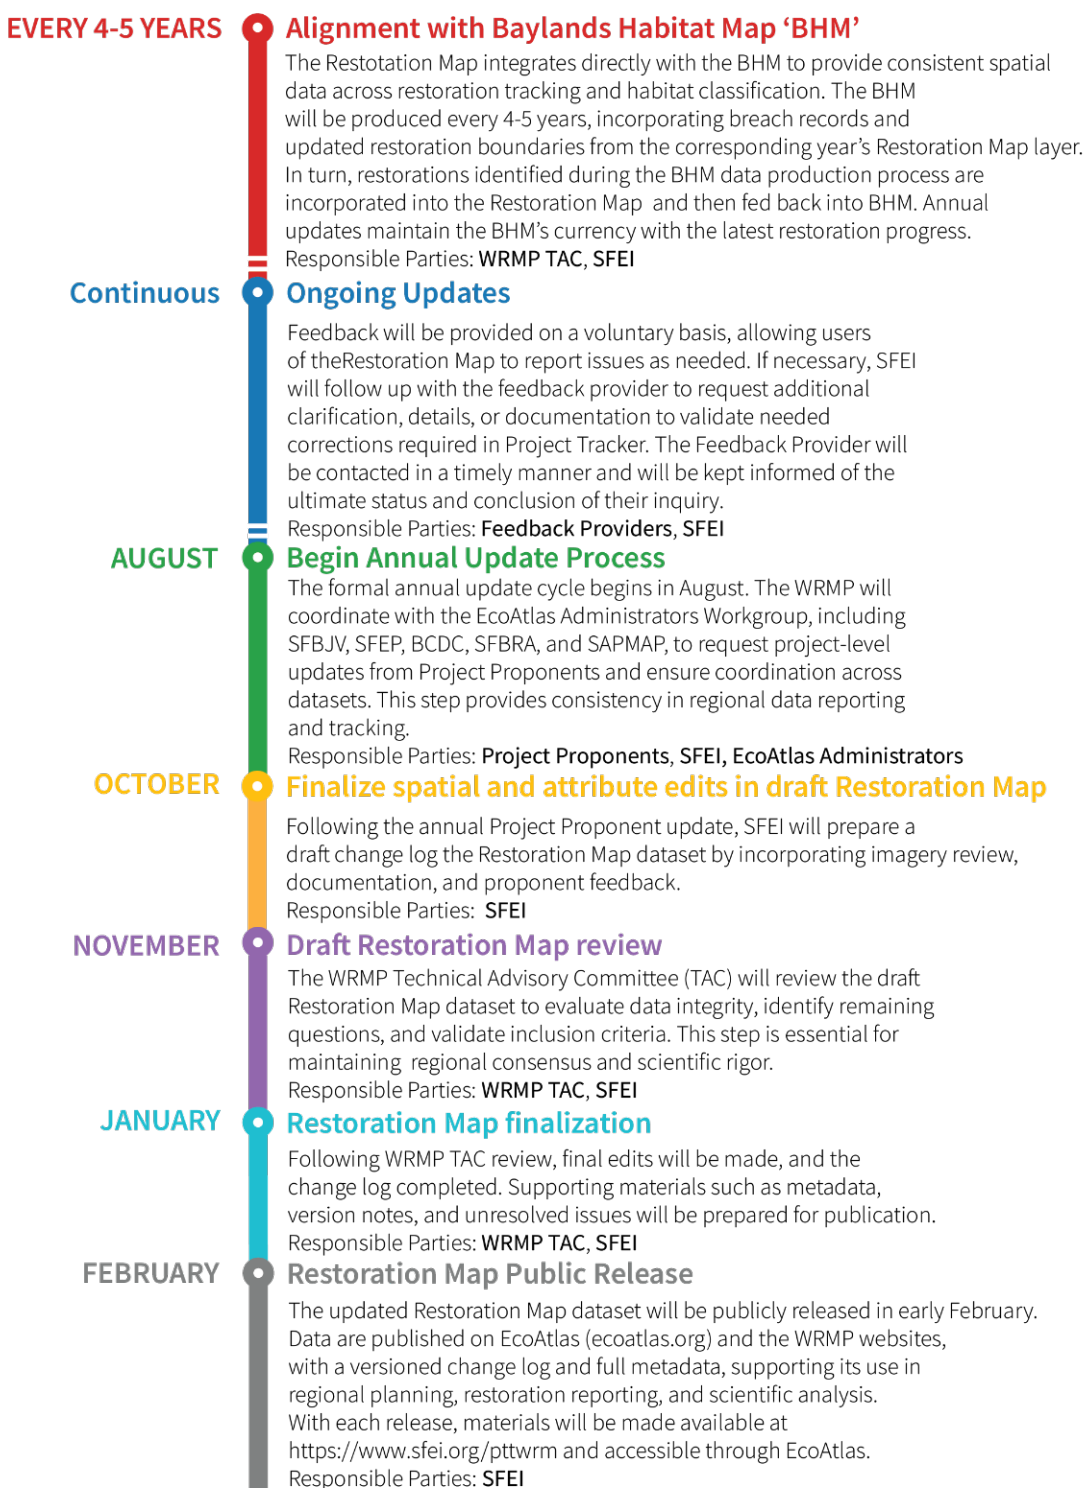 EVERY 4-5 YEARS
Alignment with Baylands Habitat Map ‘BHM’
The Restotation Map integrates directly with the BHM to provide consistent spatial
data across restoration tracking and habitat classification. The BHM
will be produced every 4-5 years, incorporating breach records and
updated restoration boundaries from the corresponding year’s Restoration Map layer.
In turn, restorations identified during the BHM data production process are
incorporated into the Restoration Map  and then fed back into BHM. Annual
updates maintain the BHM’s currency with the latest restoration progress.
Responsible Parties: WRMP TAC, SFEI
Continuous
Ongoing Updates
Feedback will be provided on a voluntary basis, allowing users
of theRestoration Map to report issues as needed. If necessary, SFEI
will follow up with the feedback provider to request additional
clarification, details, or documentation to validate needed
corrections required in Project Tracker. The Feedback Provider will
be contacted in a timely manner and will be kept informed of the
ultimate status and conclusion of their inquiry.
Responsible Parties: Feedback Providers, SFEI
AUGUST
Begin Annual Update Process
The formal annual update cycle begins in August. The WRMP will
coordinate with the EcoAtlas Administrators Workgroup, including
SFBJV, SFEP, BCDC, SFBRA, and SAPMAP, to request project-level
updates from Project Proponents and ensure coordination across
datasets. This step provides consistency in regional data reporting
and tracking.
Responsible Parties: Project Proponents, SFEI, EcoAtlas Administrators
OCTOBER
Finalize spatial and attribute edits in draft Restoration Map
Following the annual Project Proponent update, SFEI will prepare a
draft change log the Restoration Map dataset by incorporating imagery review,
documentation, and proponent feedback.
Responsible Parties:  SFEI
NOVEMBER
Draft Restoration Map review
The WRMP Technical Advisory Committee (TAC) will review the draft
Restoration Map dataset to evaluate data integrity, identify remaining
questions, and validate inclusion criteria. This step is essential for
maintaining  regional consensus and scientific rigor.
Responsible Parties: WRMP TAC, SFEI
JANUARY
Restoration Map finalization
Following WRMP TAC review, final edits will be made, and the
change log completed. Supporting materials such as metadata,
version notes, and unresolved issues will be prepared for publication.
Responsible Parties: WRMP TAC, SFEI
FEBRUARY
Restoration Map Public Release
The updated Restoration Map dataset will be publicly released in early February.
Data are published on EcoAtlas (ecoatlas.org) and the WRMP websites,
with a versioned change log and full metadata, supporting its use in
regional planning, restoration reporting, and scientific analysis.
With each release, materials will be made available at
https://www.sfei.org/pttwrm and accessible through EcoAtlas.
Responsible Parties: SFEI